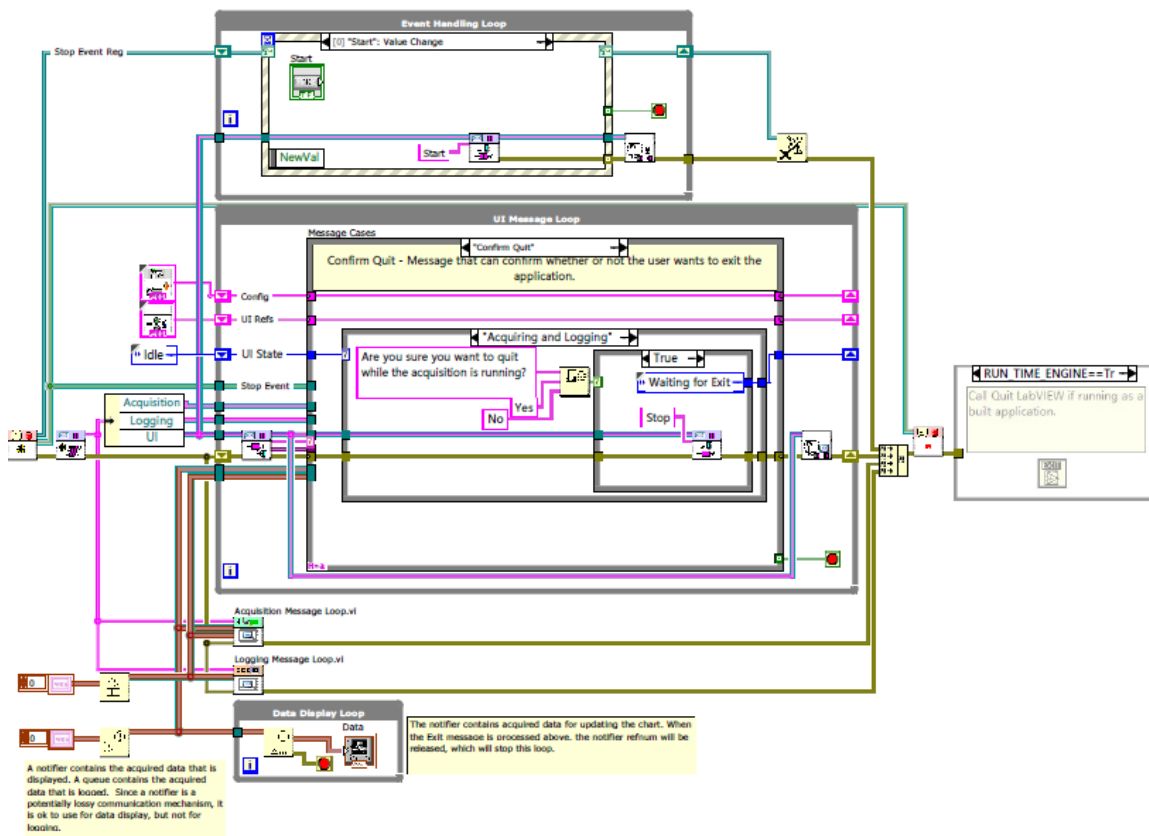 Event Handling Loop
[0] "Start": Value Change
Stop Event Reg
Start
i
Start
NewVal
UI Message Loop
Message Cases
"Confirm Quit"
Confirm Quit - Message that can confirm whether or not the user wants to exit the
application.
Config
UI Refs
"Acquiring and Logging"
Idle
UI State
Are you sure you want to quit
while the acquisition is running?
True
Waiting for Exit
Stop Event
Yes
No
Stop
Acquisition
Logging
UI
RUN_TIME_ENGINE==Tr
Call Quit LabVIEW if running as a
built application.
i
Acquisition Message Loop.vi
Logging Message Loop.vi
0
Data Display Loop
Data
0
i
The notifier contains acquired data for updating the chart. When
the Exit message is processed above, the notifier refnum will be
released, which will stop this loop.
A notifier contains the acquired data that is
displayed. A queue contains the acquired
data that is logged. Since a notifier is a
potentially lossy communication mechanism, it
is ok to use for data display, but not for
logging.